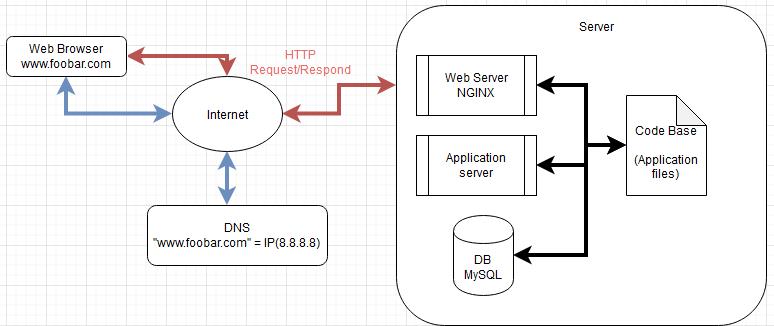 Server
Web Browser
www.foobar.com
HTTP
Request/Respond
Internet
Web Server
NGINX
Application
server
Code Base
(Application
files)
DNS
"www.foobar.com" = IP(8.8.8.8)
DB
MySQL